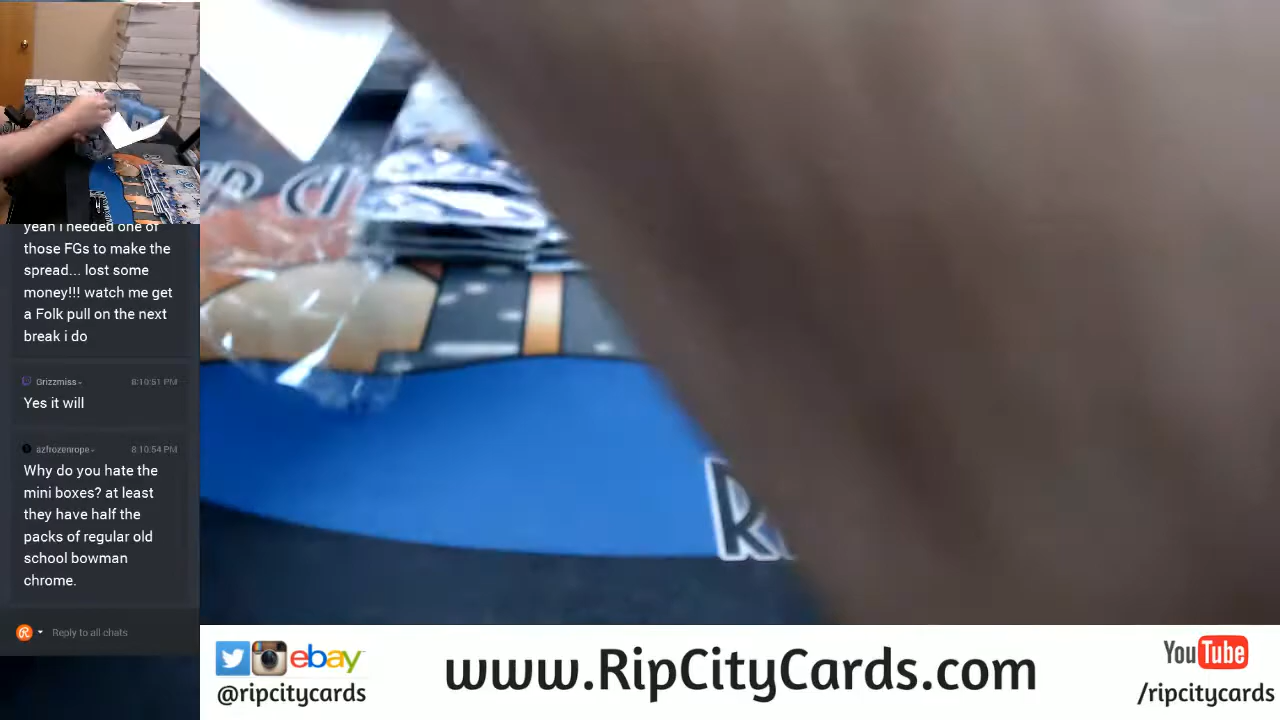 yeah i needed one of
those FGs to make the
spread... lost some
money!!! watch me get
a Folk pull on the next
break i do
Grizzmiss
8:10:51 PM
Yes it will
azfrozenrope
8:10:54 PM
Why do you hate the
mini boxes? at least
they have half the
packs of regular old
school bowman
chrome.
Reply to all chats
ebay
@ripcitycards
www.RipCityCards.com
YouTube
/ripcitycards